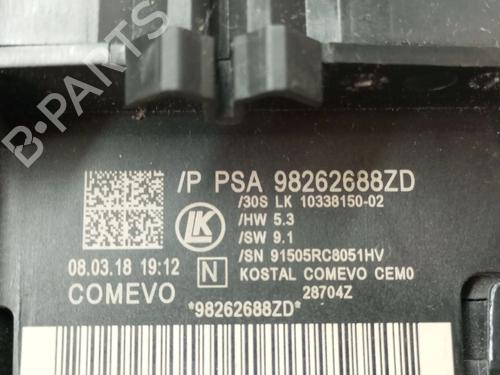 B-PARTS
/P PSA 98262688ZD
/30S LK 10338150-02
/HW 5.3
/SW 9.1
/SN 91505RC8051HV
LK
08.03.18 19:12
N
KOSTAL COMEVO CEM0
COMEVO
28704Z
*98262688ZD*